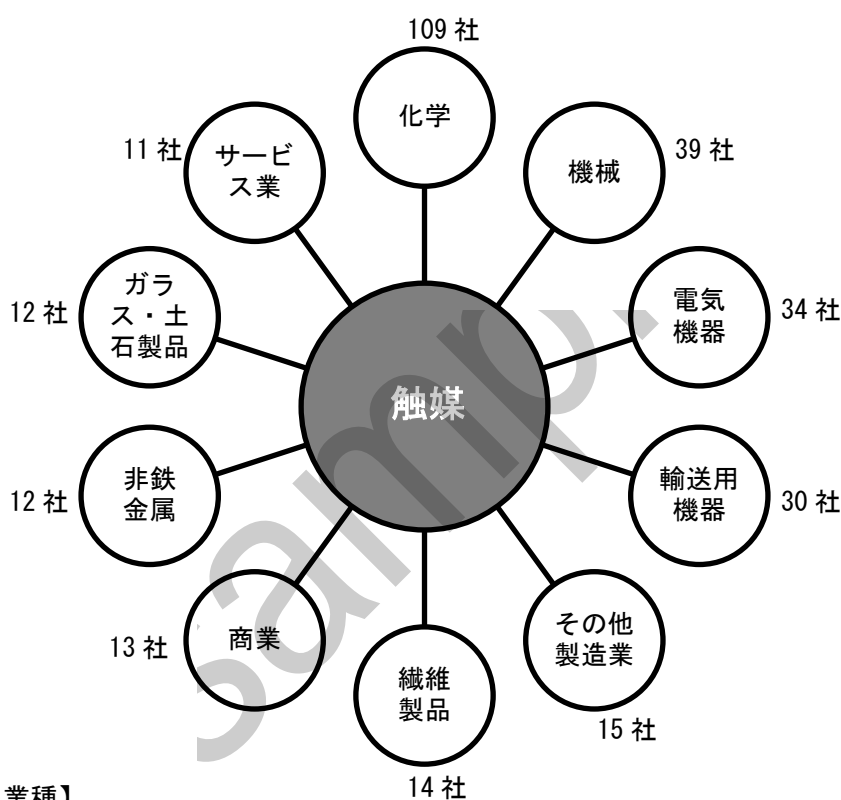 109 社
化学
39 社
機械
34 社
電気
機器
30 社
輸送用
機器
15 社
その他
製造業
14 社
繊維
製品
13 社
商業
12 社
非鉄
金属
12 社
ガラ
ス・土
石製品
11 社
サービ
ス業
触媒
sample
業種】